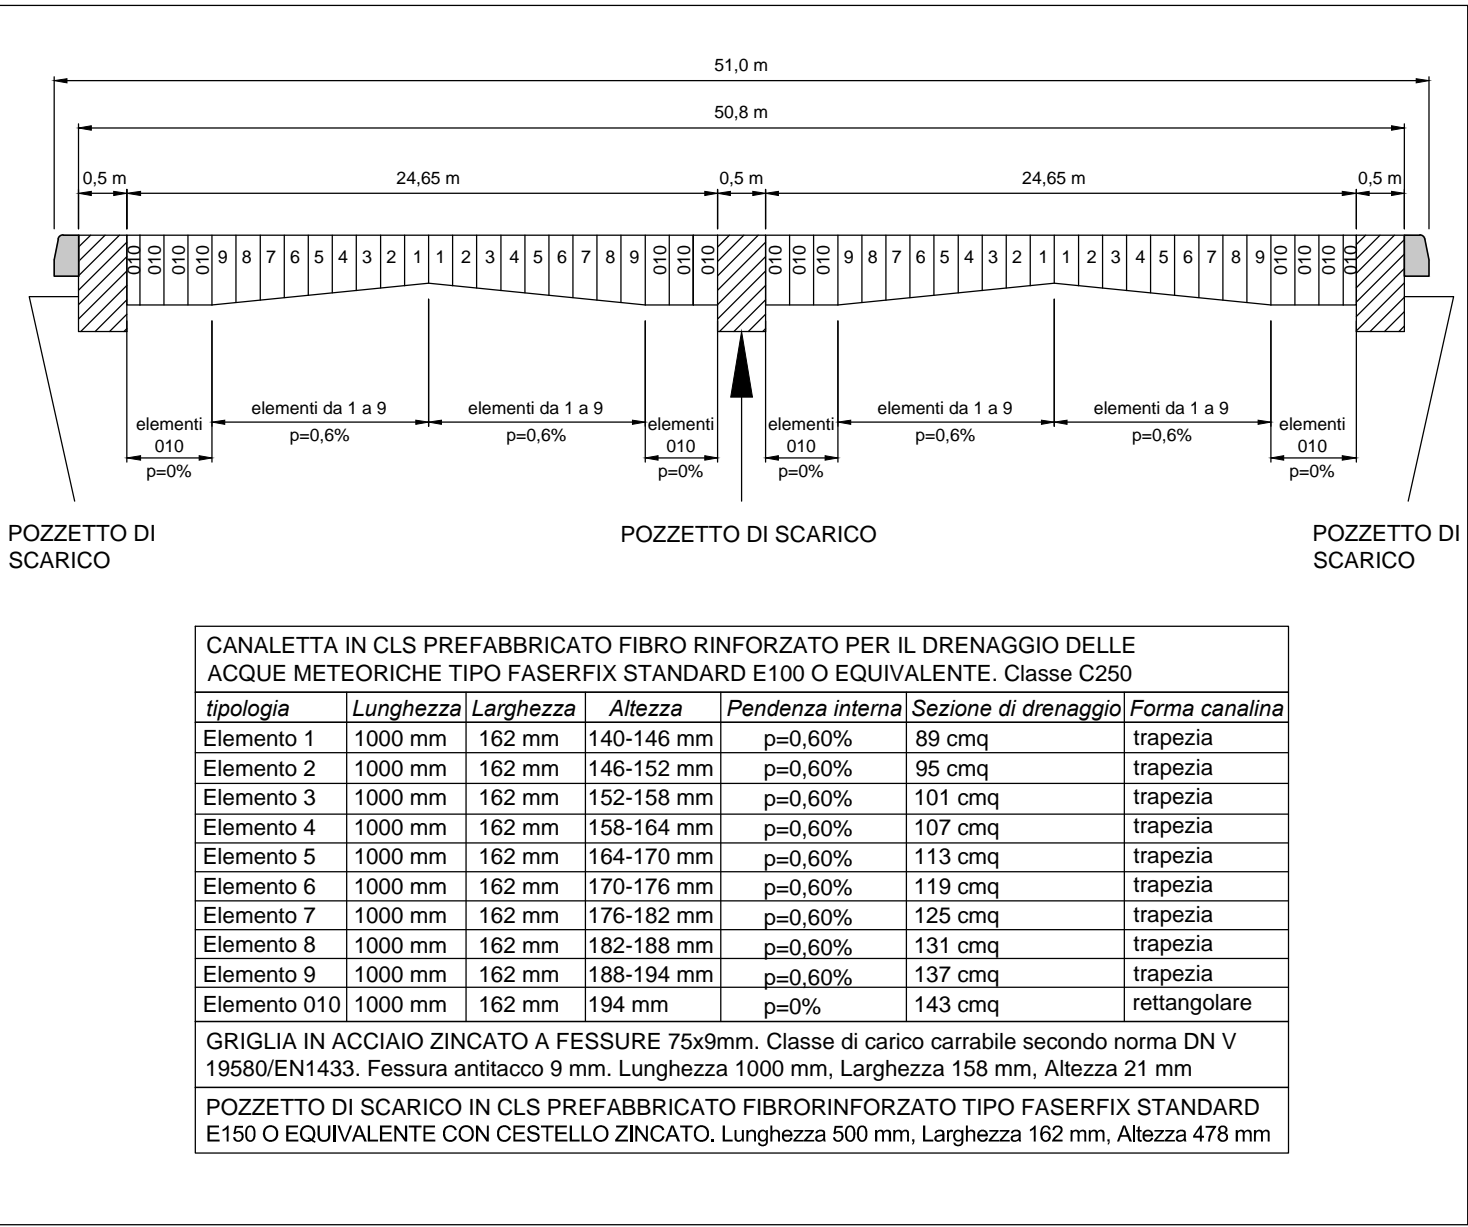 51,0 m
50,8 m
0,5 m 24,65 m 0,5 m 24,65 m 0,5 m
010 010 010 010 9 8 7 6 5 4 3 2 1 1 2 3 4 5 6 7 8 9 010 010 010 010 010 010 9 8 7 6 5 4 3 2 1 1 2 3 4 5 6 7 8 9 010 010 010 010
elementi da 1 a 9 elementi da 1 a 9 elementi da 1 a 9 elementi da 1 a 9
p=0,6% p=0,6% p=0,6% p=0,6%
elementi elementi elementi elementi
010 010 010 010
p=0% p=0% p=0% p=0%
POZZETTO DI
SCARICO
POZZETTO DI SCARICO
POZZETTO DI
SCARICO
CANALETTA IN CLS PREFABBRICATO FIBRO RINFORZATO PER IL DRENAGGIO DELLE
ACQUE METEORICHE TIPO FASERFIX STANDARD E100 O EQUIVALENTE. Classe C250
tipologia Lunghezza Larghezza Altezza Pendenza interna Sezione di drenaggio Forma canalina
Elemento 1 1000 mm 162 mm 140-146 mm p=0,60% 89 cmq trapezia
Elemento 2 1000 mm 162 mm 146-152 mm p=0,60% 95 cmq trapezia
Elemento 3 1000 mm 162 mm 152-158 mm p=0,60% 101 cmq trapezia
Elemento 4 1000 mm 162 mm 158-164 mm p=0,60% 107 cmq trapezia
Elemento 5 1000 mm 162 mm 164-170 mm p=0,60% 113 cmq trapezia
Elemento 6 1000 mm 162 mm 170-176 mm p=0,60% 119 cmq trapezia
Elemento 7 1000 mm 162 mm 176-182 mm p=0,60% 125 cmq trapezia
Elemento 8 1000 mm 162 mm 182-188 mm p=0,60% 131 cmq trapezia
Elemento 9 1000 mm 162 mm 188-194 mm p=0,60% 137 cmq trapezia
Elemento 010 1000 mm 162 mm 194 mm p=0% 143 cmq rettangolare
GRIGLIA IN ACCIAIO ZINCATO A FESSURE 75x9mm. Classe di carico carrabile secondo norma DN V
19580/EN1433. Fessura antitacco 9 mm. Lunghezza 1000 mm, Larghezza 158 mm, Altezza 21 mm
POZZETTO DI SCARICO IN CLS PREFABBRICATO FIBRORINFORZATO TIPO FASERFIX STANDARD
E150 O EQUIVALENTE CON CESTELLO ZINCATO. Lunghezza 500 mm, Larghezza 162 mm, Altezza 478 mm